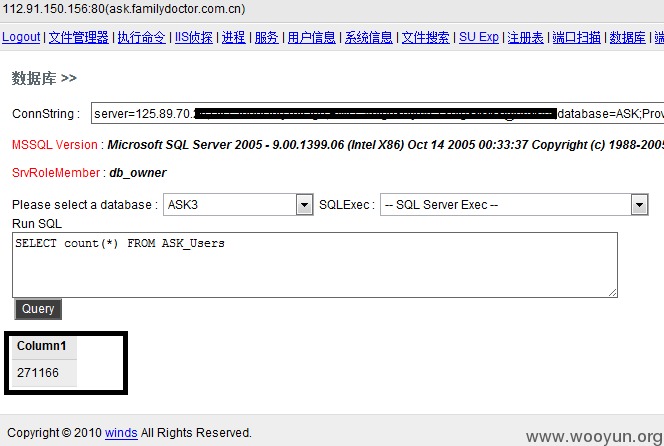 112.91.150.156:80(ask.familydoctor.com.cn)
Logout | 文件管理器 | 执行命令 | IIS侦探 | 进程 | 服务 | 用户信息 | 系统信息 | 文件搜索 | SU Exp | 注册表 | 端口扫描 | 数据库 |
数据库 >>
ConnString : server=125.89.70. database=ASK;Prov
MSSQL Version : Microsoft SQL Server 2005 - 9.00.1399.06 (Intel X86) Oct 14 2005 00:33:37 Copyright (c) 1988-2005
SrvRoleMember : db_owner
Please select a database : ASK3 SQLExec : -- SQL Server Exec --
Run SQL
SELECT count(*) FROM ASK_Users
Query
Column1
271166
Copyright © 2010 winds All Rights Reserved.
www.wooyun.org